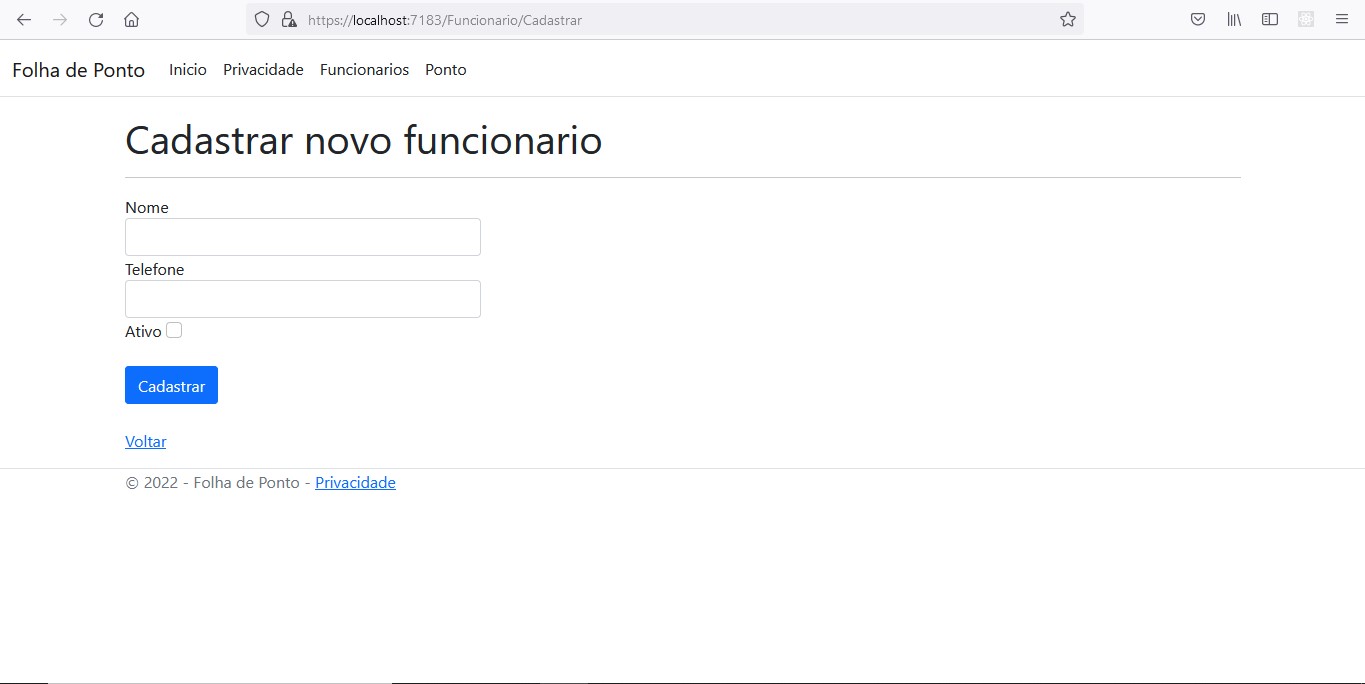 https://localhost:7183/Funcionario/Cadastrar
Folha de Ponto Inicio Privacidade Funcionarios Ponto
Cadastrar novo funcionario
Nome
Telefone
Ativo
Cadastrar
Voltar
© 2022 - Folha de Ponto - Privacidade